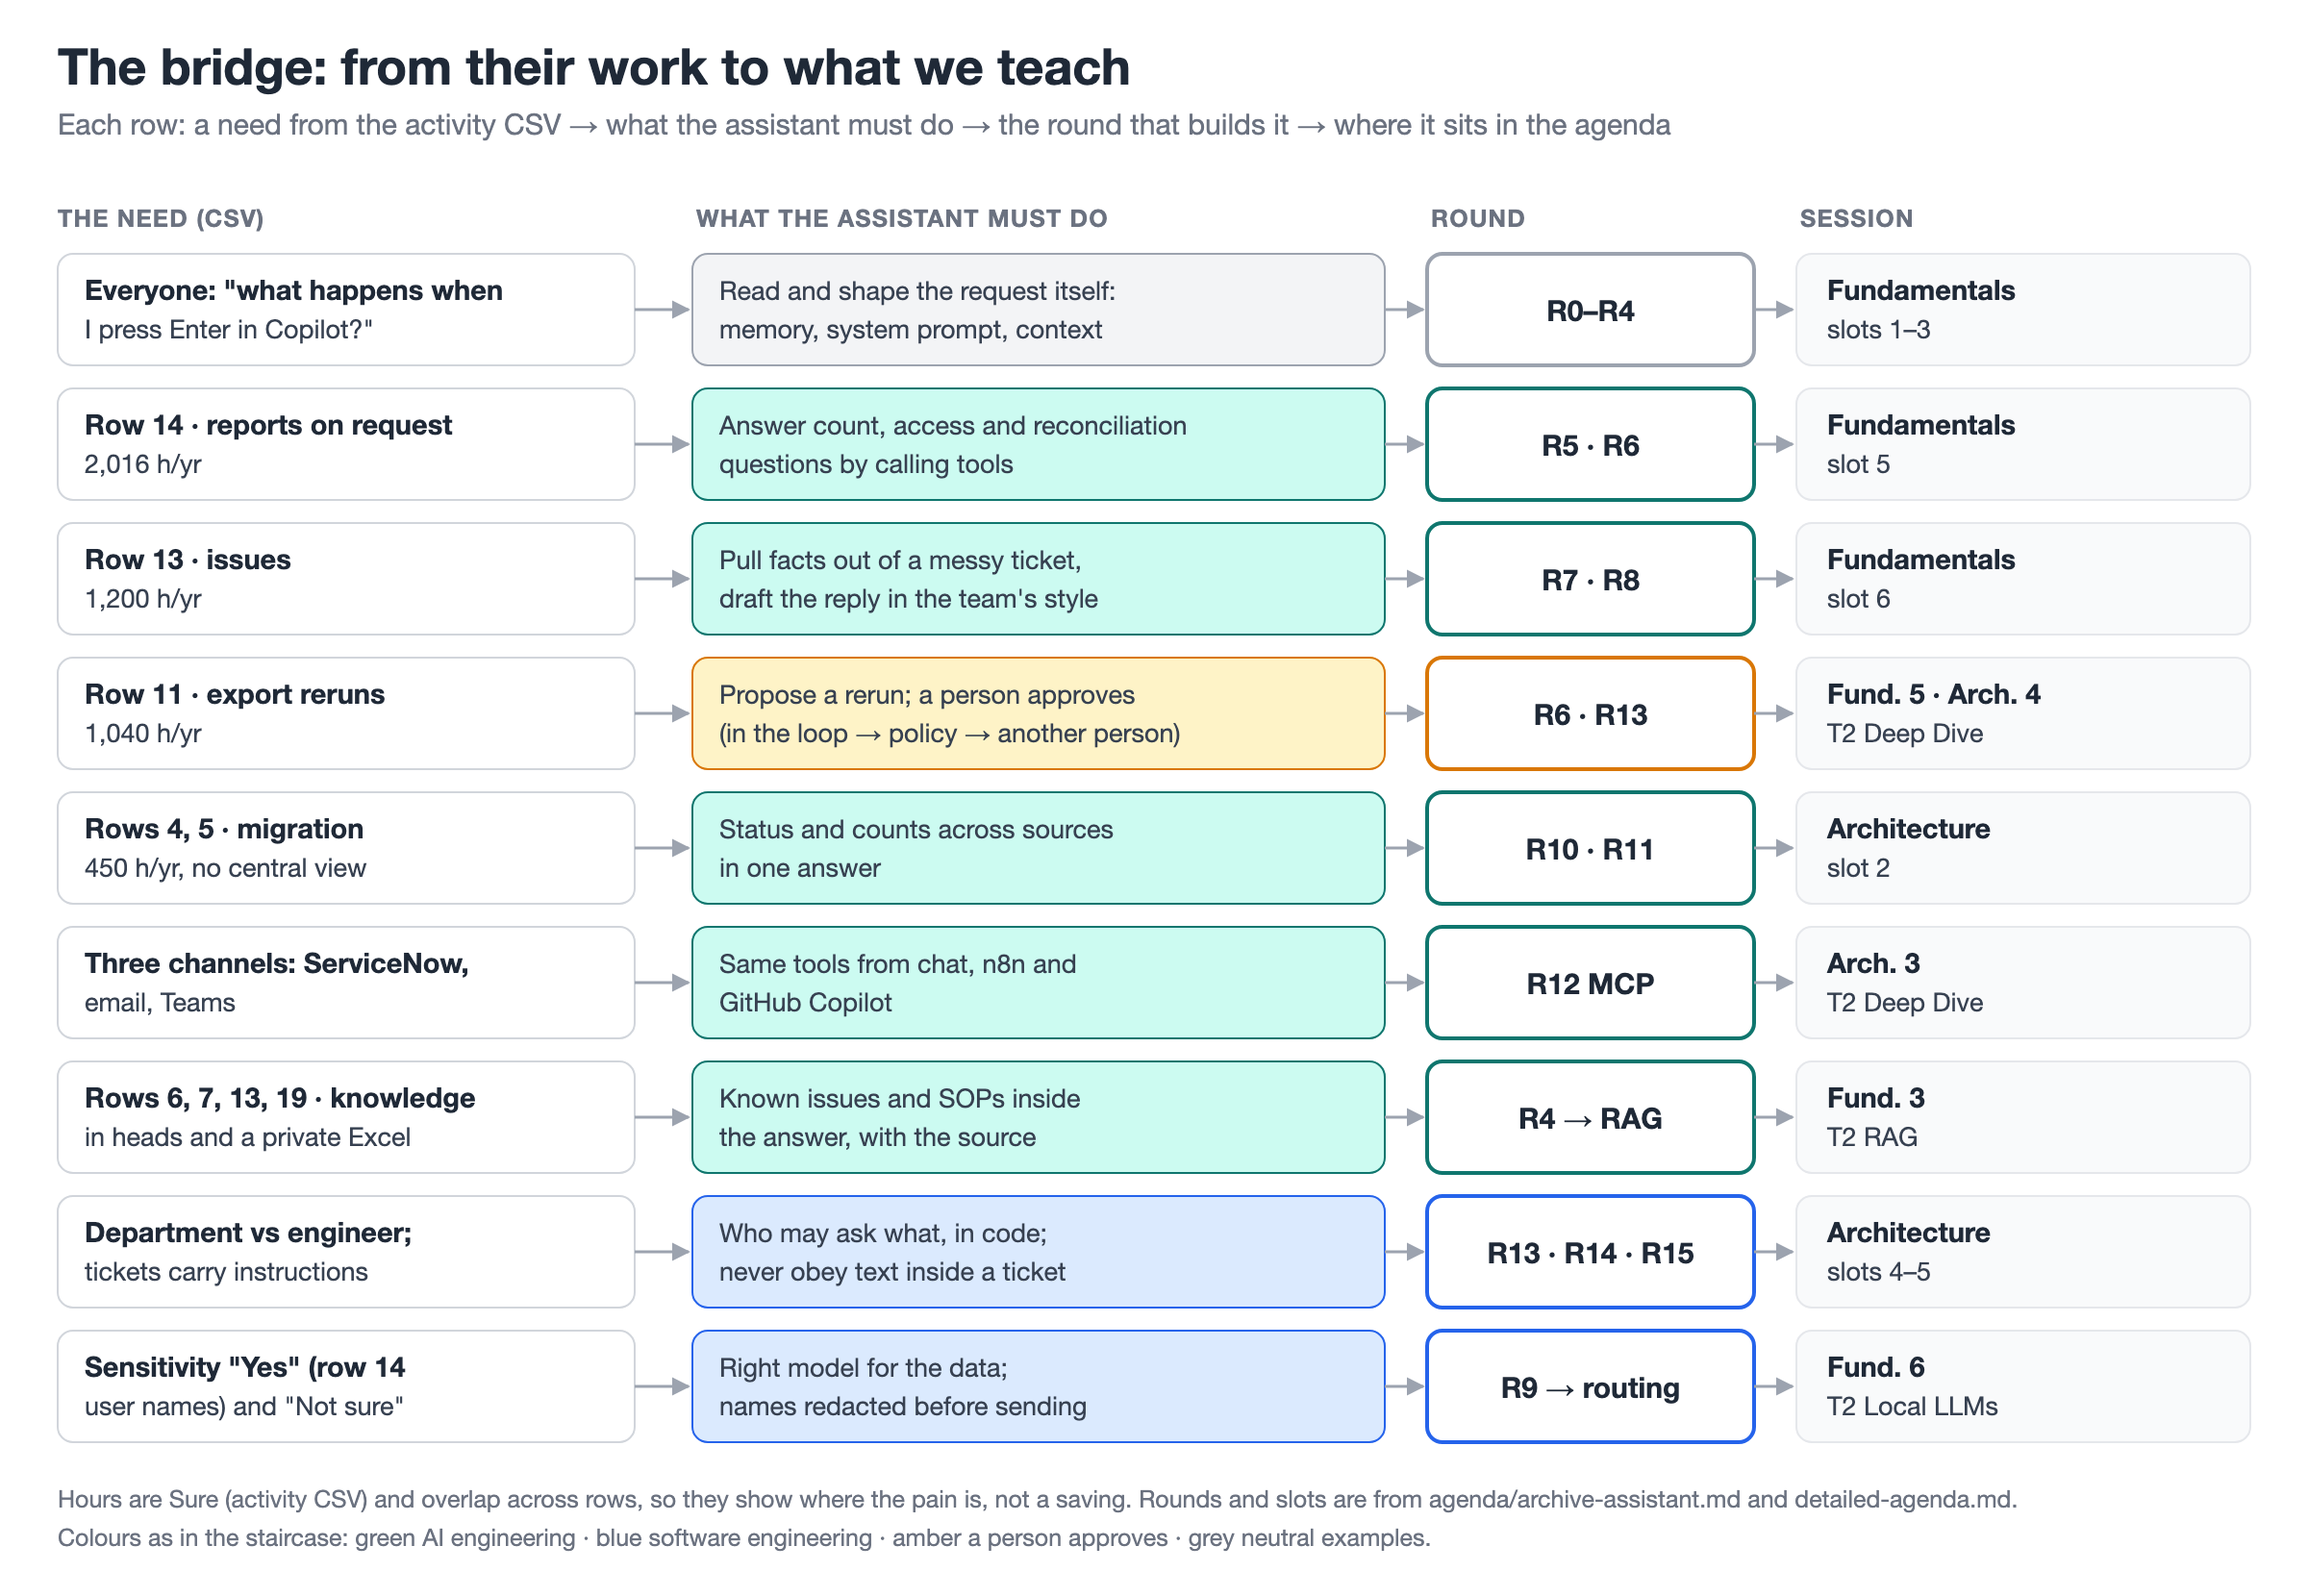 The bridge: from their work to what we teach
Each row: a need from the activity CSV → what the assistant must do → the round that builds it → where it sits in the agenda
THE NEED (CSV)
WHAT THE ASSISTANT MUST DO
ROUND
SESSION
Everyone: "what happens when
I press Enter in Copilot?"
Read and shape the request itself:
memory, system prompt, context
R0–R4
Fundamentals
slots 1–3
Row 14 · reports on request
2,016 h/yr
Answer count, access and reconciliation
questions by calling tools
R5 · R6
Fundamentals
slot 5
Row 13 · issues
1,200 h/yr
Pull facts out of a messy ticket,
draft the reply in the team's style
R7 · R8
Fundamentals
slot 6
Row 11 · export reruns
1,040 h/yr
Propose a rerun; a person approves
(in the loop → policy → another person)
R6 · R13
Fund. 5 · Arch. 4
T2 Deep Dive
Rows 4, 5 · migration
450 h/yr, no central view
Status and counts across sources
in one answer
R10 · R11
Architecture
slot 2
Three channels: ServiceNow,
email, Teams
Same tools from chat, n8n and
GitHub Copilot
R12 MCP
Arch. 3
T2 Deep Dive
Rows 6, 7, 13, 19 · knowledge
in heads and a private Excel
Known issues and SOPs inside
the answer, with the source
R4 → RAG
Fund. 3
T2 RAG
Department vs engineer;
tickets carry instructions
Who may ask what, in code;
never obey text inside a ticket
R13 · R14 · R15
Architecture
slots 4–5
Sensitivity "Yes" (row 14
user names) and "Not sure"
Right model for the data;
names redacted before sending
R9 → routing
Fund. 6
T2 Local LLMs
Hours are Sure (activity CSV) and overlap across rows, so they show where the pain is, not a saving. Rounds and slots are from agenda/archive-assistant.md and detailed-agenda.md.
Colours as in the staircase: green AI engineering · blue software engineering · amber a person approves · grey neutral examples.